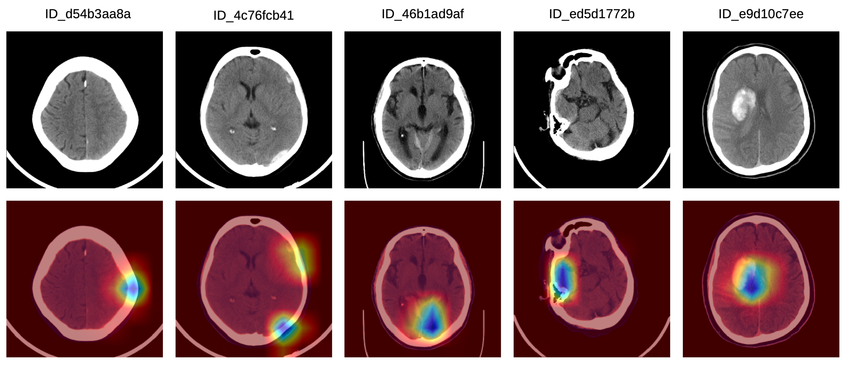 ID_d54b3aa8a
ID_4c76fcb41
ID_46b1ad9af
ID_ed5d1772b
ID_e9d10c7ee